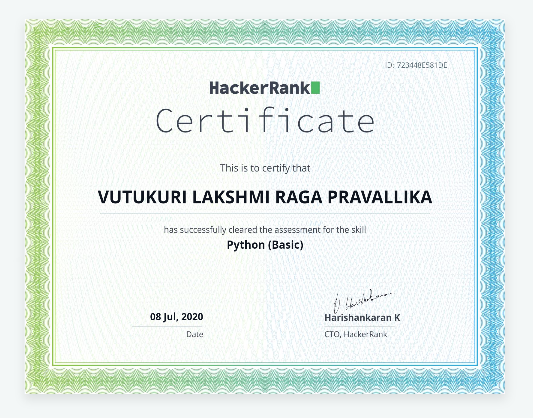 ID: 723448E581DE
HackerRank
Certificate
This is to certify that
VUTUKURI LAKSHMI RAGA PRAVALLIKA
has successfully cleared the assessment for the skill
Python (Basic)
08 Jul, 2020
Date
Harishankaran K
CTO, HackerRank